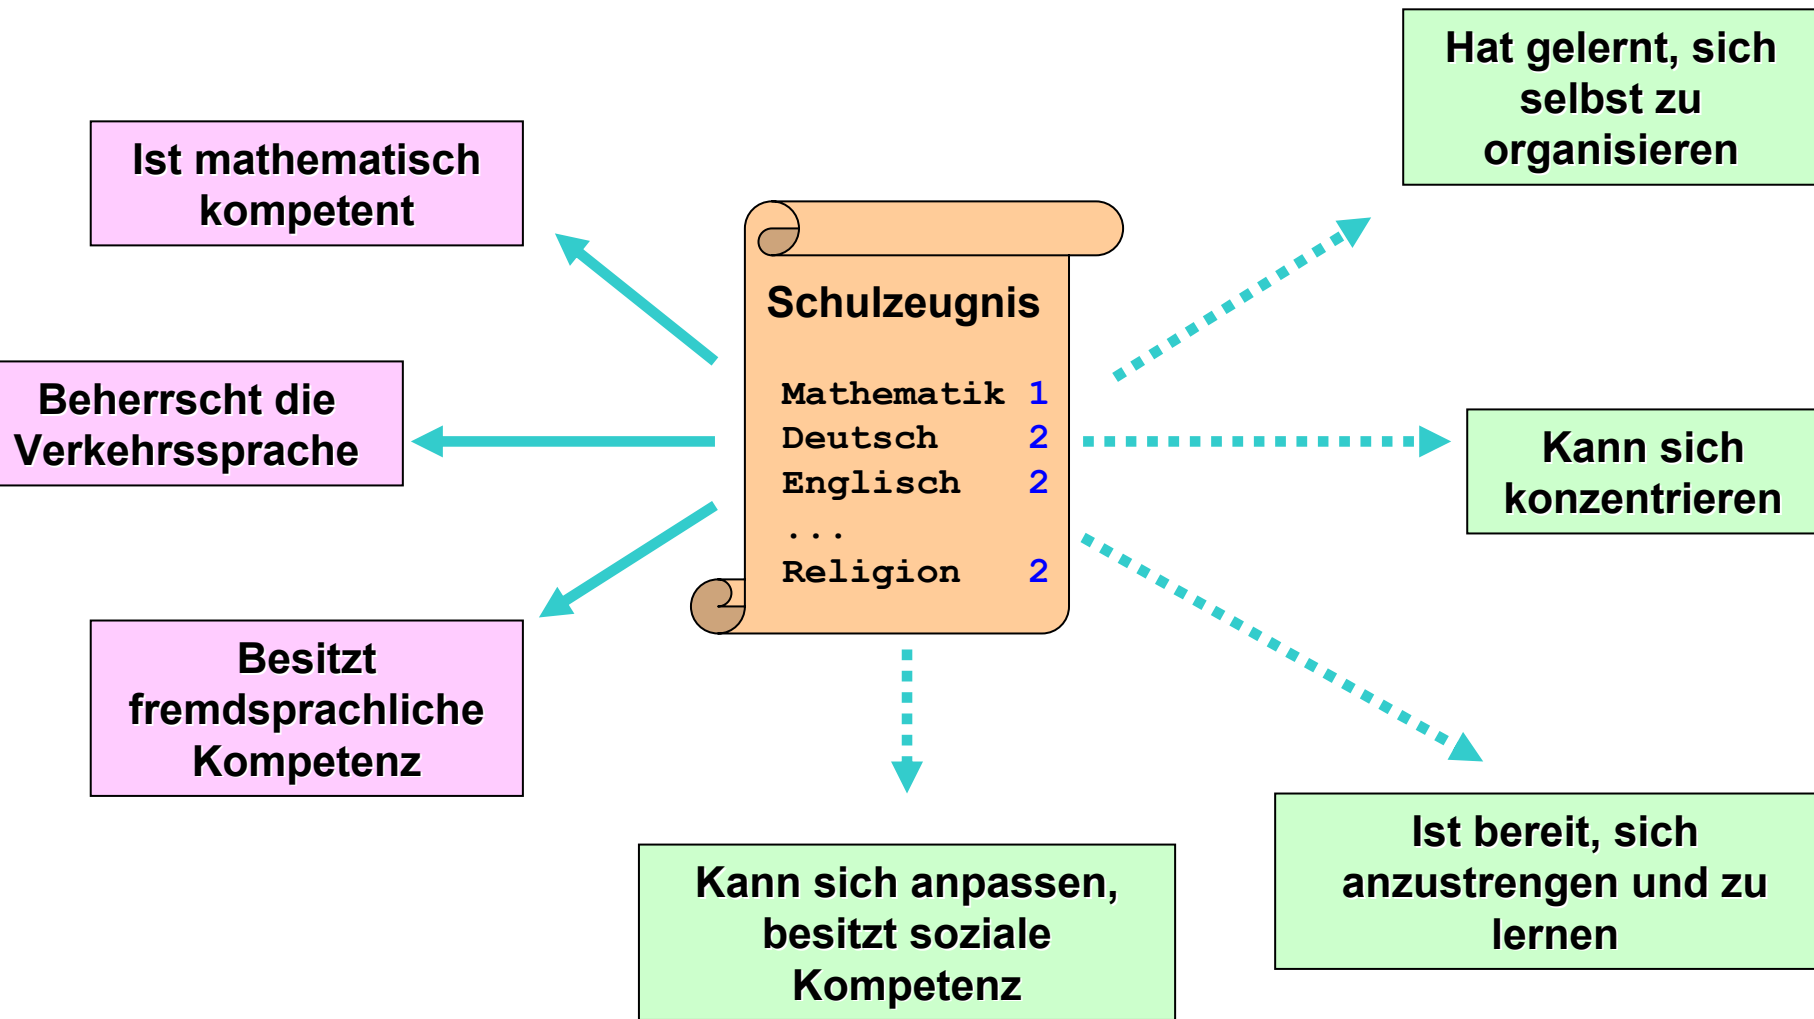 Hat gelernt, sich
selbst zu
organisieren
Ist mathematisch
kompetent
Schulzeugnis
Mathematik 1
Deutsch 2
Englisch 2
...
Religion 2
Beherrscht die
Verkehrssprache
Kann sich
konzentrieren
Besitzt
fremdsprachliche
Kompetenz
Ist bereit, sich
anzustrengen und zu
lernen
Kann sich anpassen,
besitzt soziale
Kompetenz